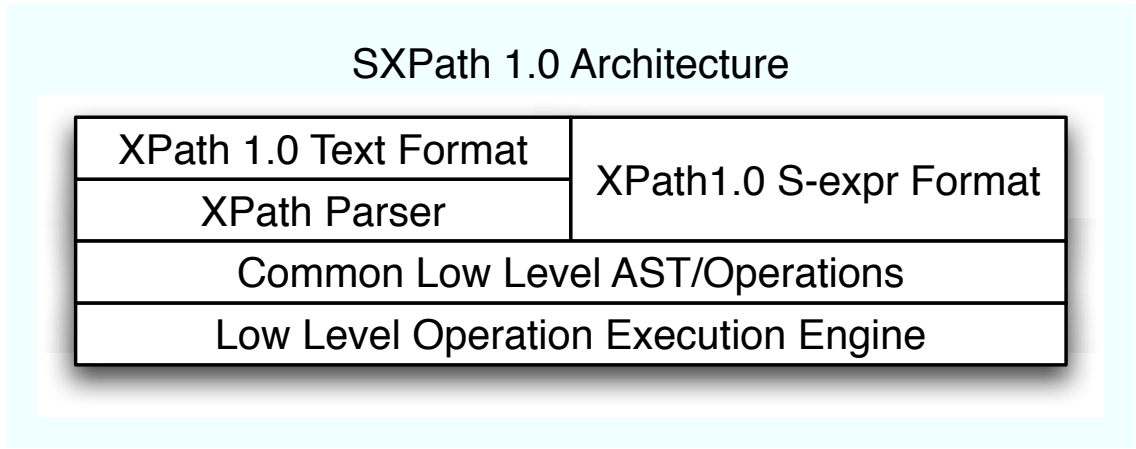 SXPath 1.0 Architecture
XPath 1.0 Text Format
XPath Parser
XPath1.0 S-expr Format
Common Low Level AST/Operations
Low Level Operation Execution Engine